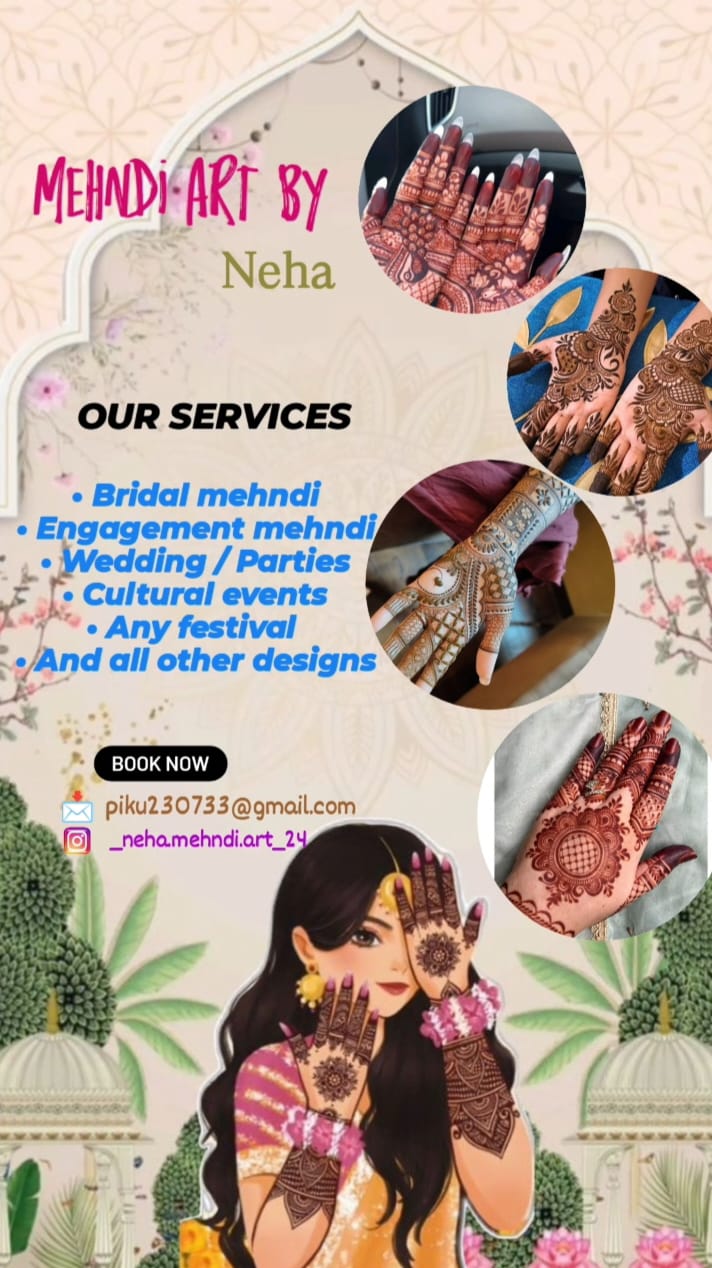 MEHNDI ART BY
Neha
OUR SERVICES
• Bridal mehndi
• Engagement mehndi
• Wedding / Parties
• Cultural events
• Any festival
• And all other designs
BOOK NOW
piku230733@gmail.com
_neha.mehndi.art_24